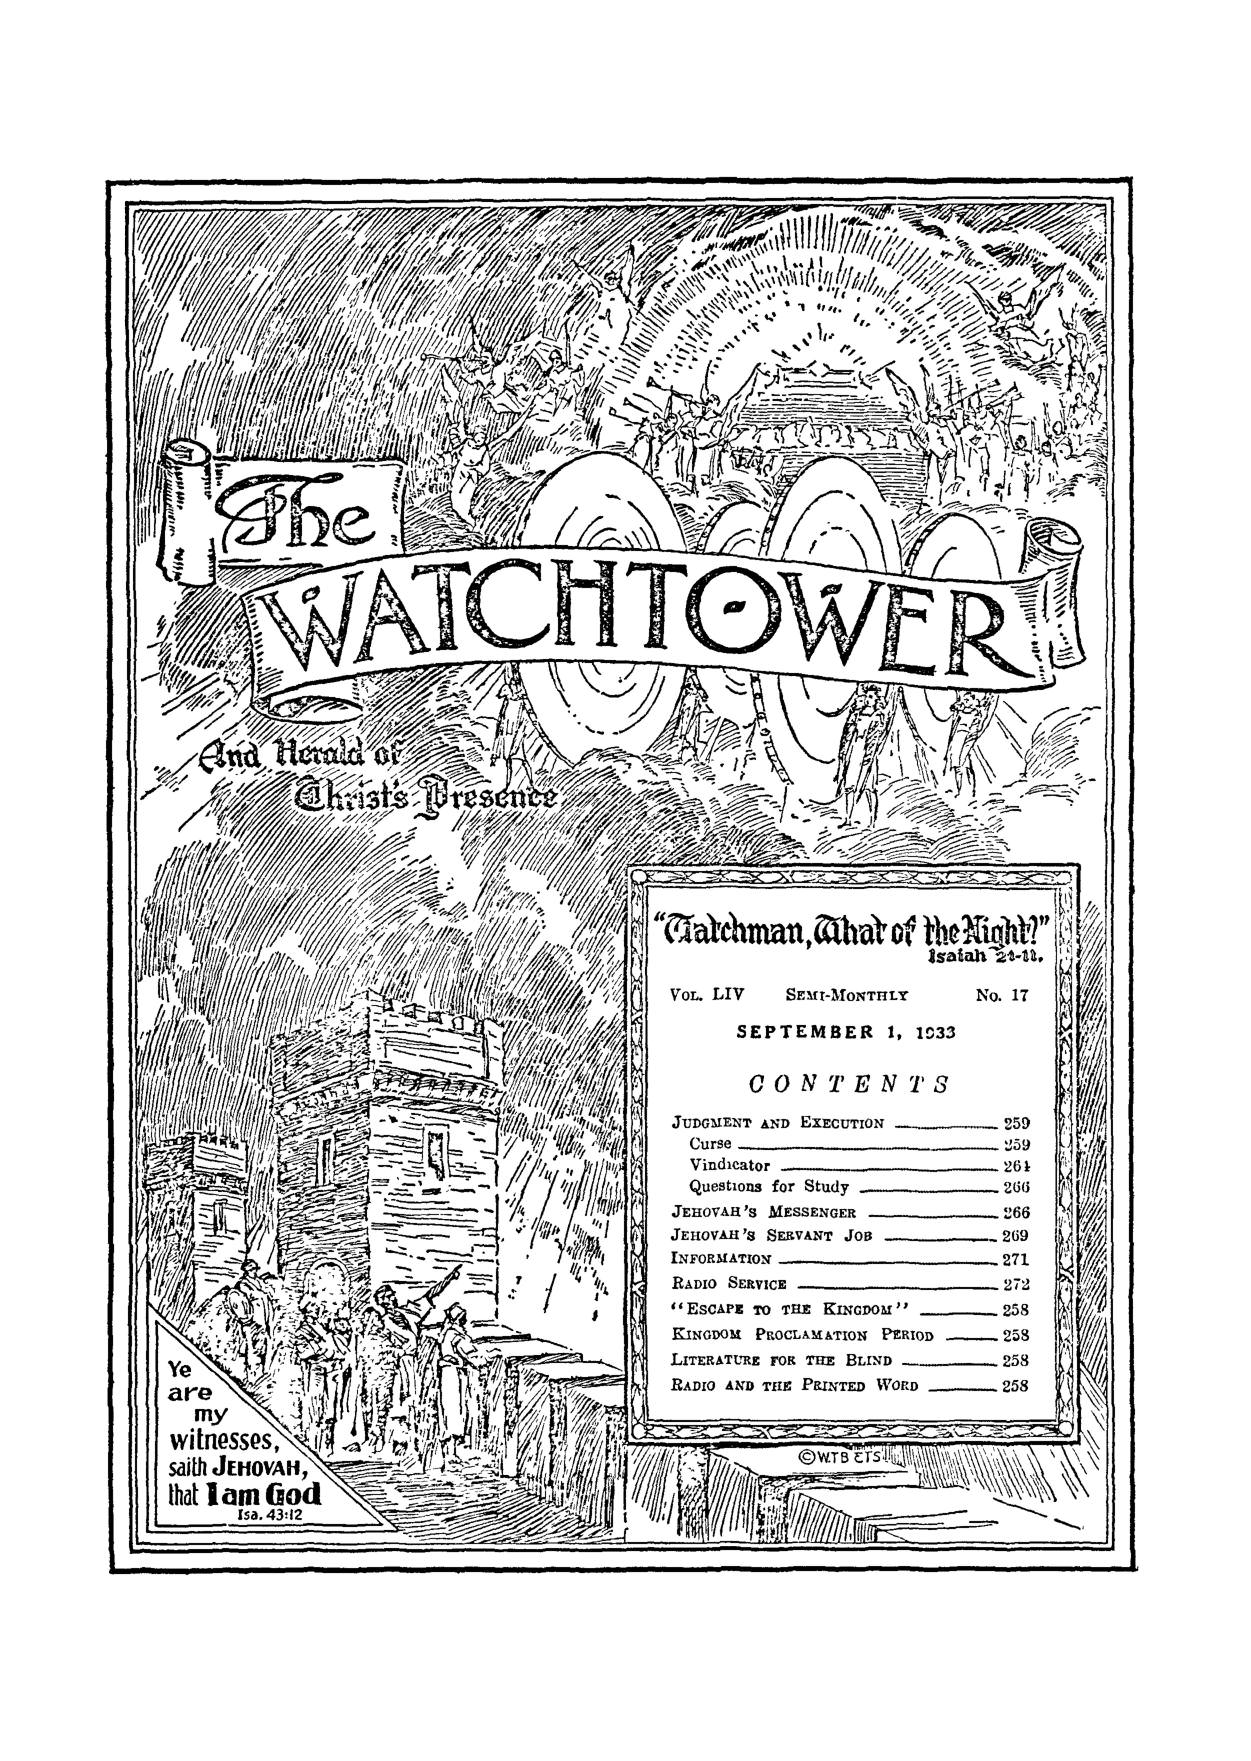 The
WATCHTOWER
And Herald of
Christ's Presence
"Watchman, What of the Night?"
Isaiah 21-11.
VOL. LIV SEMI-MONTHLY No. 17
SEPTEMBER 1, 1933
CONTENTS
JUDGMENT AND EXECUTION 259
Curse 259
Vindicator 264
Questions for Study 266
JEHOVAH'S MESSENGER 266
JEHOVAH'S SERVANT JOB 269
INFORMATION 271
RADIO SERVICE 272
"ESCAPE TO THE KINGDOM" 258
KINGDOM PROCLAMATION PERIOD 258
LITERATURE FOR THE BLIND 258
RADIO AND THE PRINTED WORD 258
©W.T.B. & T.S.
Ye
are
my
witnesses,
saith JEHOVAH,
that I am God
Isa. 43:12